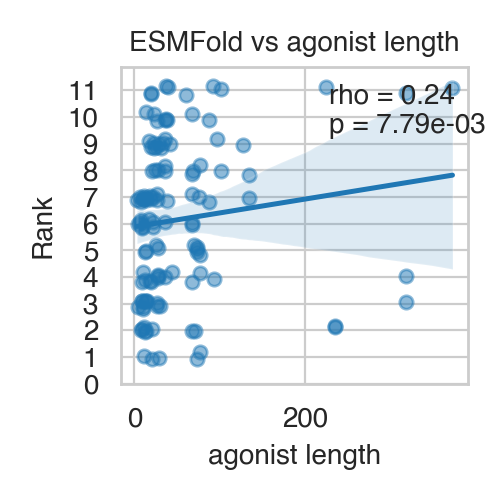 ESMFold vs agonist length
rho = 0.24
p = 7.79e-03
11
10
9
8
7
6
5
4
3
2
1
0
Rank
0 200
agonist length